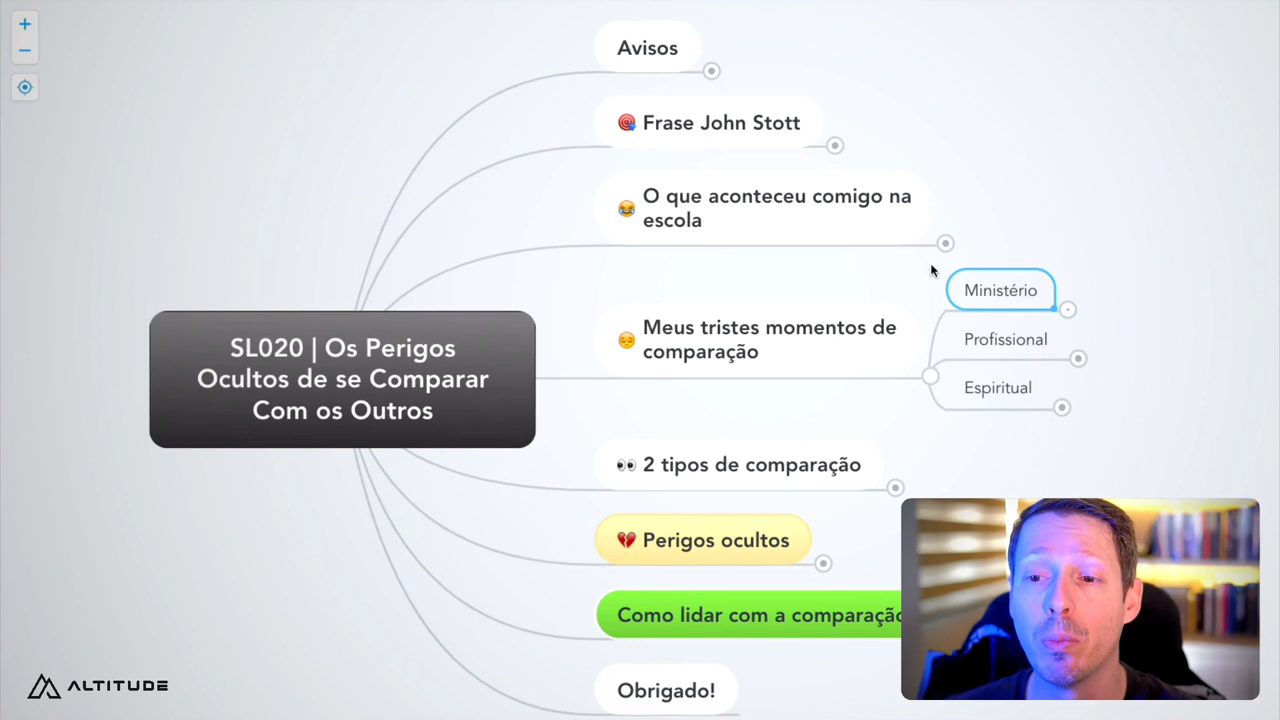 Avisos
Frase John Stott
O que aconteceu comigo na
escola
Ministério
Meus tristes momentos de
comparação
Profissional
Espiritual
SL020 | Os Perigos
Ocultos de se Comparar
Com os Outros
2 tipos de comparação
Perigos ocultos
Como lidar com a comparação
Obrigado!
ALTITUDE